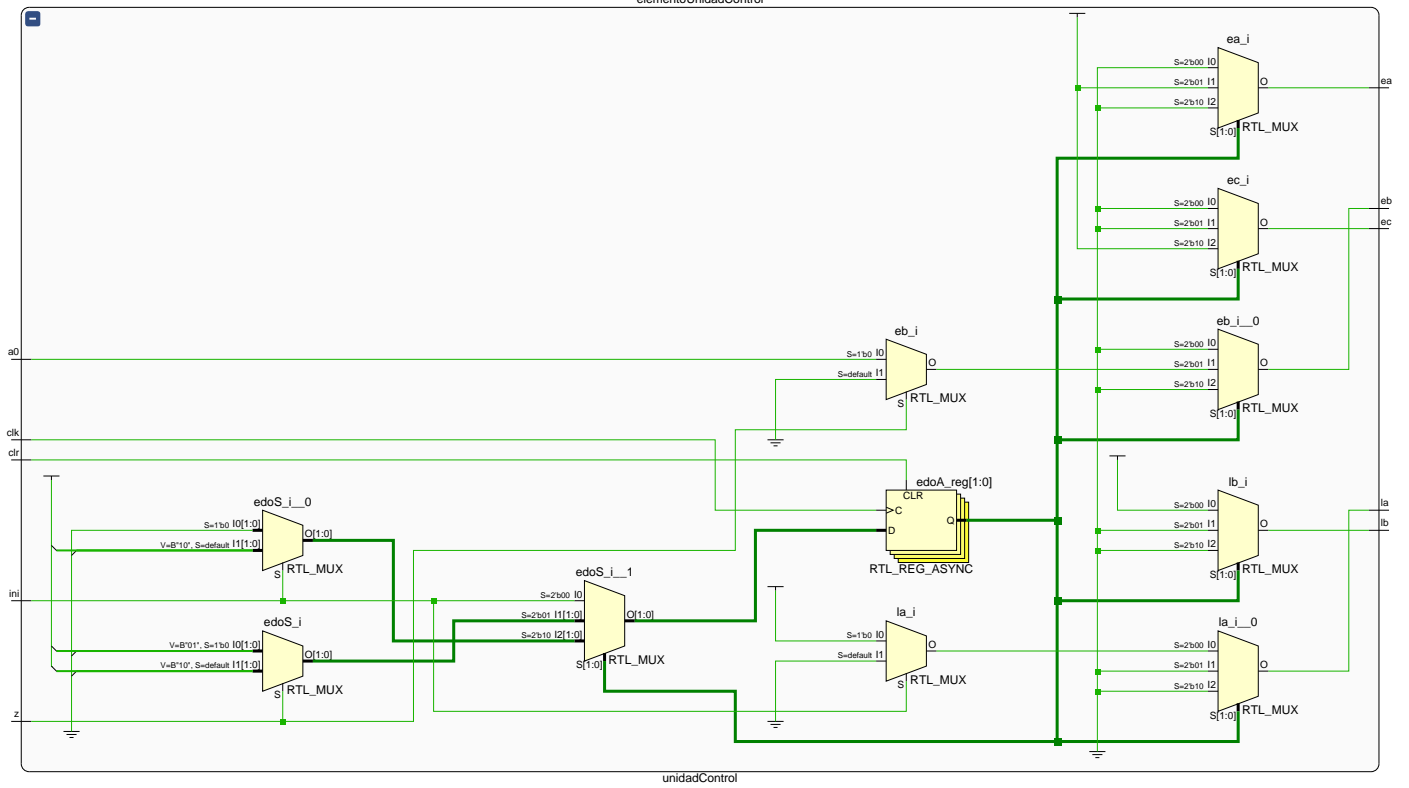 elementoUnidadControl
ea_i
S=2'b00 I0
S=2'b01 I1
S=2'b10 I2
O
S[1:0]
RTL_MUX
ea
ec_i
S=2'b00 I0
S=2'b01 I1
S=2'b10 I2
O
S[1:0]
RTL_MUX
eb
ec
eb_i__0
S=2'b00 I0
S=2'b01 I1
S=2'b10 I2
O
S[1:0]
RTL_MUX
a0
eb_i
S=1'b0 I0
S=default I1
O
S
RTL_MUX
clk
clr
edoA_reg[1:0]
CLR
C
D
Q
RTL_REG_ASYNC
lb_i
S=2'b00 I0
S=2'b01 I1
S=2'b10 I2
O
S[1:0]
RTL_MUX
la
lb
edoS_i__0
S=1'b0 I0[1:0]
V=B"10", S=default I1[1:0]
O[1:0]
S
RTL_MUX
ini
edoS_i__1
S=2'b00 I0
S=2'b01 I1[1:0]
S=2'b10 I2[1:0]
O[1:0]
S[1:0]
RTL_MUX
edoS_i
V=B"01", S=1'b0 I0[1:0]
V=B"10", S=default I1[1:0]
O[1:0]
S
RTL_MUX
z
la_i
S=1'b0 I0
S=default I1
O
S
RTL_MUX
la_i__0
S=2'b00 I0
S=2'b01 I1
S=2'b10 I2
O
S[1:0]
RTL_MUX
unidadControl